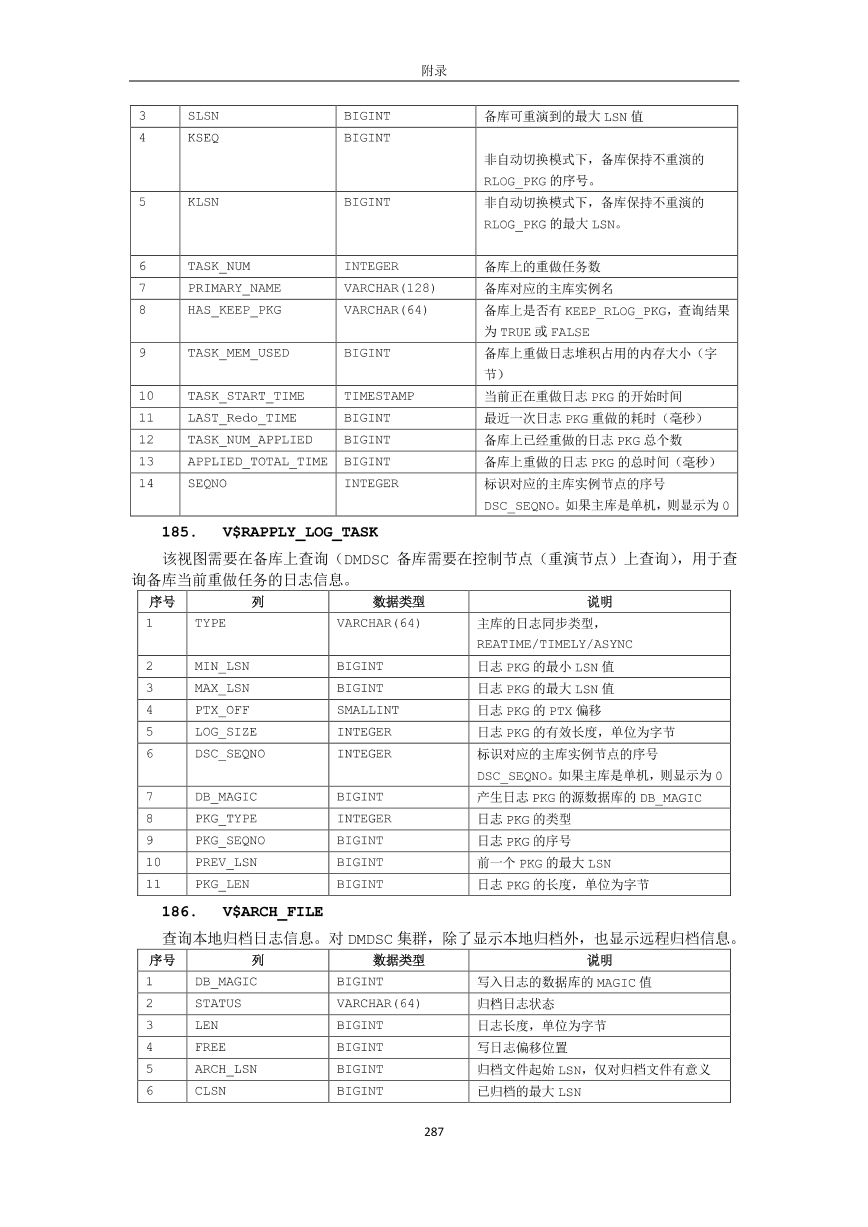 附录
3 SLSN BIGINT 备库可重演到的最大 LSN 值
4 KSEQ BIGINT
非自动切换模式下，备库保持不重演的
RLOG_PKG 的序号。
5 KLSN BIGINT 非自动切换模式下，备库保持不重演的
RLOG_PKG 的最大 LSN。
6 TASK_NUM INTEGER 备库上的重做任务数
7 PRIMARY_NAME VARCHAR(128) 备库对应的主库实例名
8 HAS_KEEP_PKG VARCHAR(64) 备库上是否有 KEEP_RLOG_PKG，查询结果
为 TRUE 或 FALSE
9 TASK_MEM_USED BIGINT 备库上重做日志堆积占用的内存大小（字
节）
10 TASK_START_TIME TIMESTAMP 当前正在重做日志 PKG 的开始时间
11 LAST_Redo_TIME BIGINT 最近一次日志 PKG 重做的耗时（毫秒）
12 TASK_NUM_APPLIED BIGINT 备库上已经重做的日志 PKG 总个数
13 APPLIED_TOTAL_TIME BIGINT 备库上重做的日志 PKG 的总时间（毫秒）
14 SEQNO INTEGER 标识对应的主库实例节点的序号
DSC_SEQNO。如果主库是单机，则显示为 0
185. V$RAPPLY_LOG_TASK
该视图需要在备库上查询（DMDSC 备库需要在控制节点（重演节点）上查询），用于查
询备库当前重做任务的日志信息。
序号 列 数据类型 说明
1 TYPE VARCHAR(64) 主库的日志同步类型，
REATIME/TIMELY/ASYNC
2 MIN_LSN BIGINT 日志 PKG 的最小 LSN 值
3 MAX_LSN BIGINT 日志 PKG 的最大 LSN 值
4 PTX_OFF SMALLINT 日志 PKG 的 PTX 偏移
5 LOG_SIZE INTEGER 日志 PKG 的有效长度，单位为字节
6 DSC_SEQNO INTEGER 标识对应的主库实例节点的序号
DSC_SEQNO。如果主库是单机，则显示为 0
7 DB_MAGIC BIGINT 产生日志 PKG 的源数据库的 DB_MAGIC
8 PKG_TYPE INTEGER 日志 PKG 的类型
9 PKG_SEQNO BIGINT 日志 PKG 的序号
10 PREV_LSN BIGINT 前一个 PKG 的最大 LSN
11 PKG_LEN BIGINT 日志 PKG 的长度，单位为字节
186. V$ARCH_FILE
查询本地归档日志信息。对 DMDSC 集群，除了显示本地归档外，也显示远程归档信息。
序号 列 数据类型 说明
1 DB_MAGIC BIGINT 写入日志的数据库的 MAGIC 值
2 STATUS VARCHAR(64) 归档日志状态
3 LEN BIGINT 日志长度，单位为字节
4 FREE BIGINT 写日志偏移位置
5 ARCH_LSN BIGINT 归档文件起始 LSN，仅对归档文件有意义
6 CLSN BIGINT 已归档的最大 LSN
287